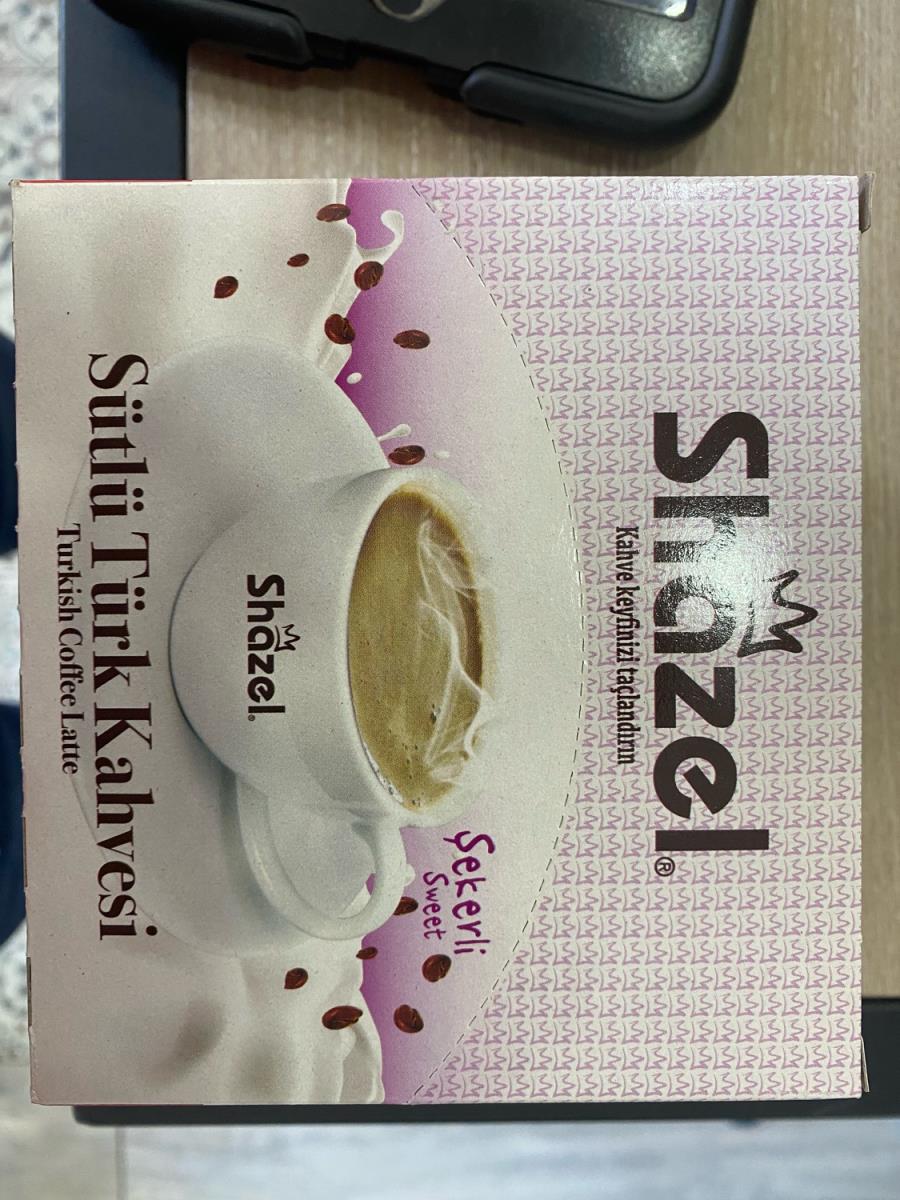 Shazel®
Kahve keyfinizi taçlandırın
Şekerli
Sweet
Shazel®
Sütlü Türk Kahvesi
Turkish Coffee Latte